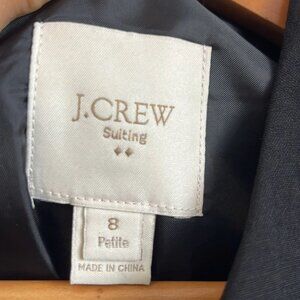 J.CREW
Suiting
8
Petite
MADE IN CHINA